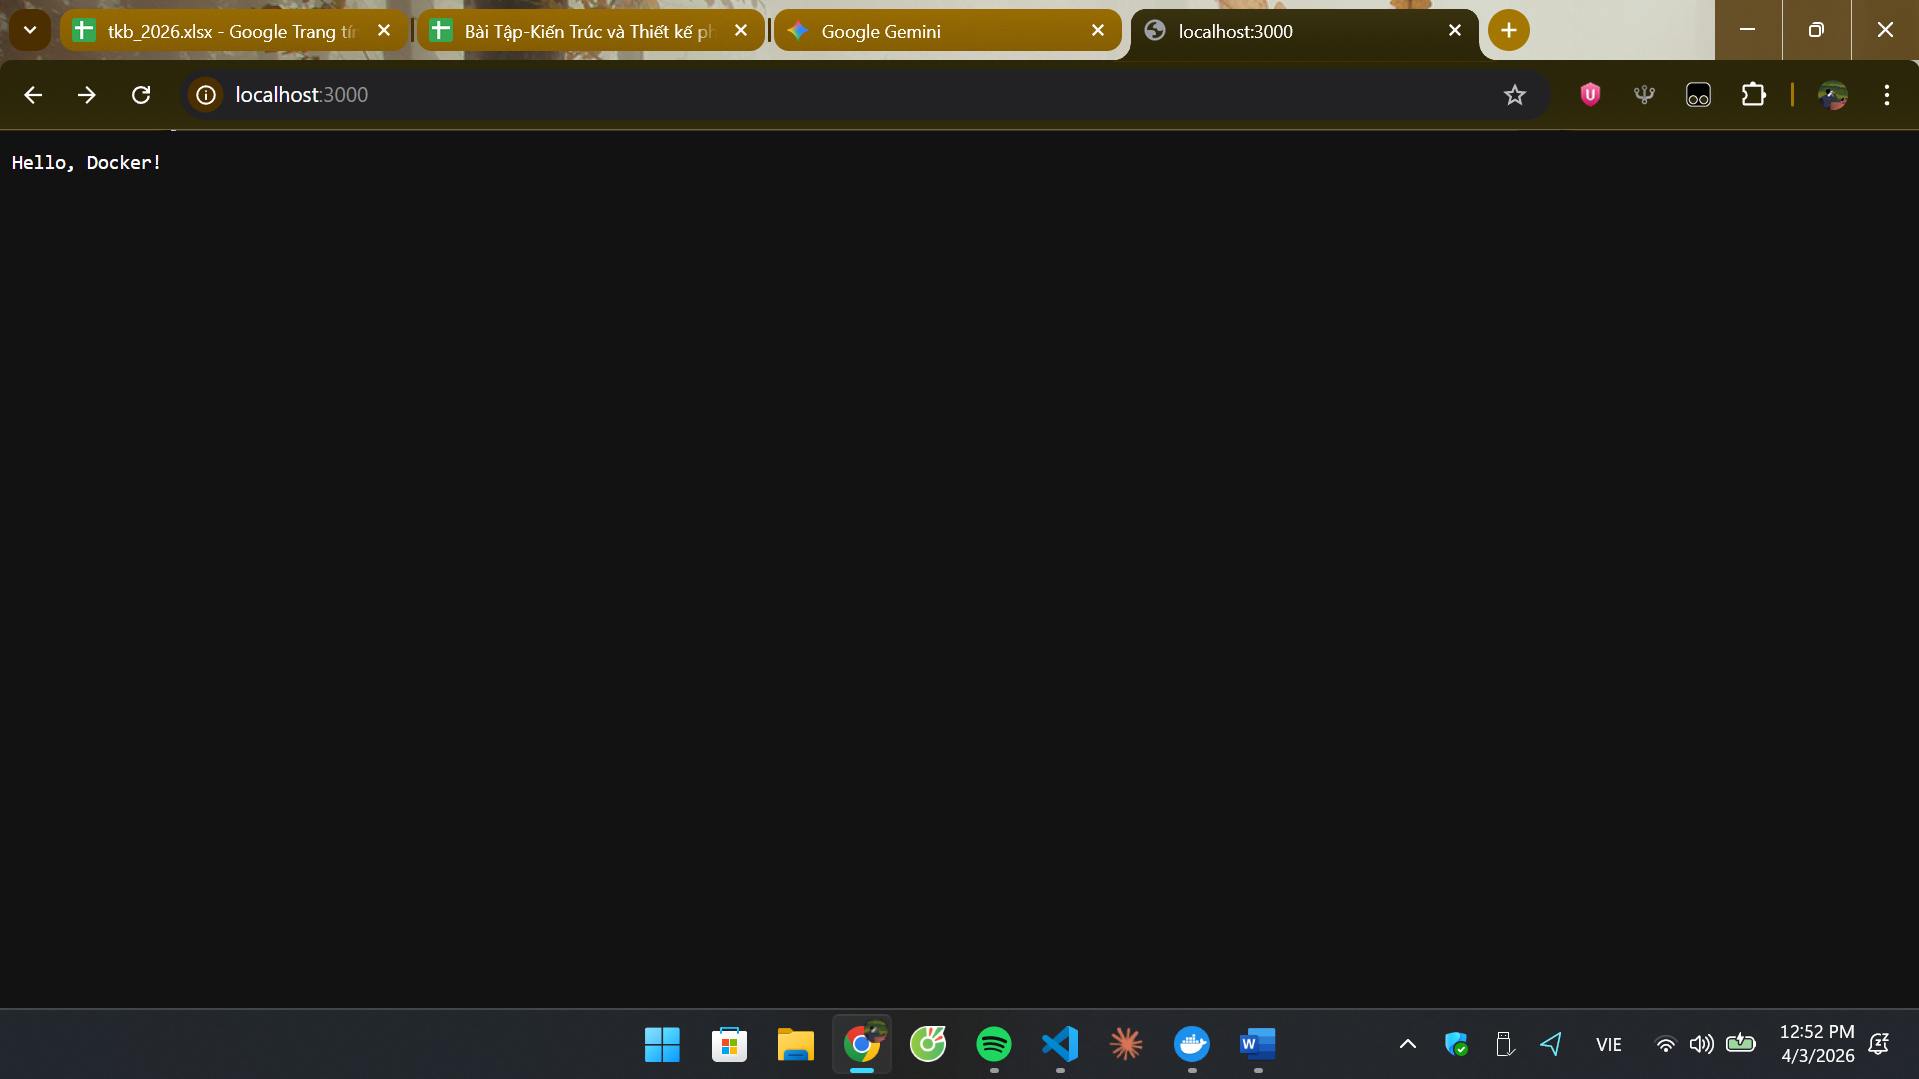 tkb_2026.xlsx - Google Trang tín
Bài Tập-Kiến Trúc và Thiết kế ph
Google Gemini
localhost:3000
localhost:3000
Hello, Docker!
VIE
12:52 PM
4/3/2026